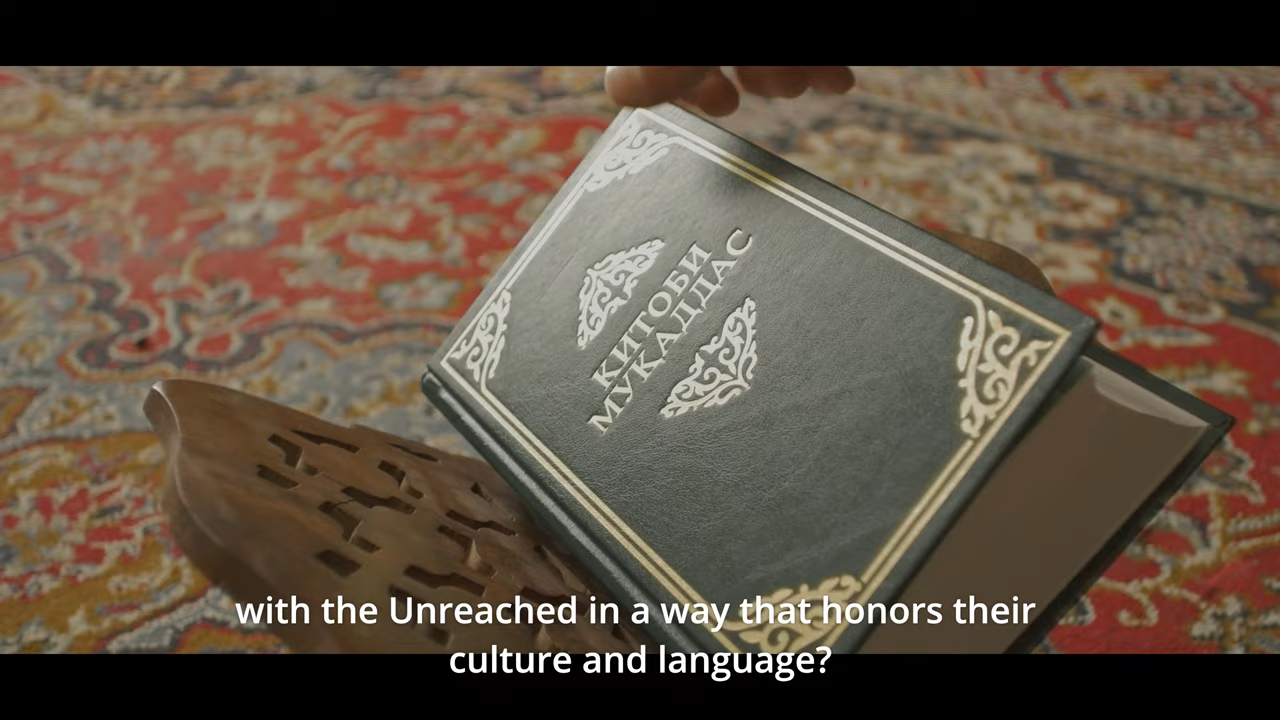 КИТОБИ
МУКАДДАС
with the Unreached in a way that honors their
culture and language?